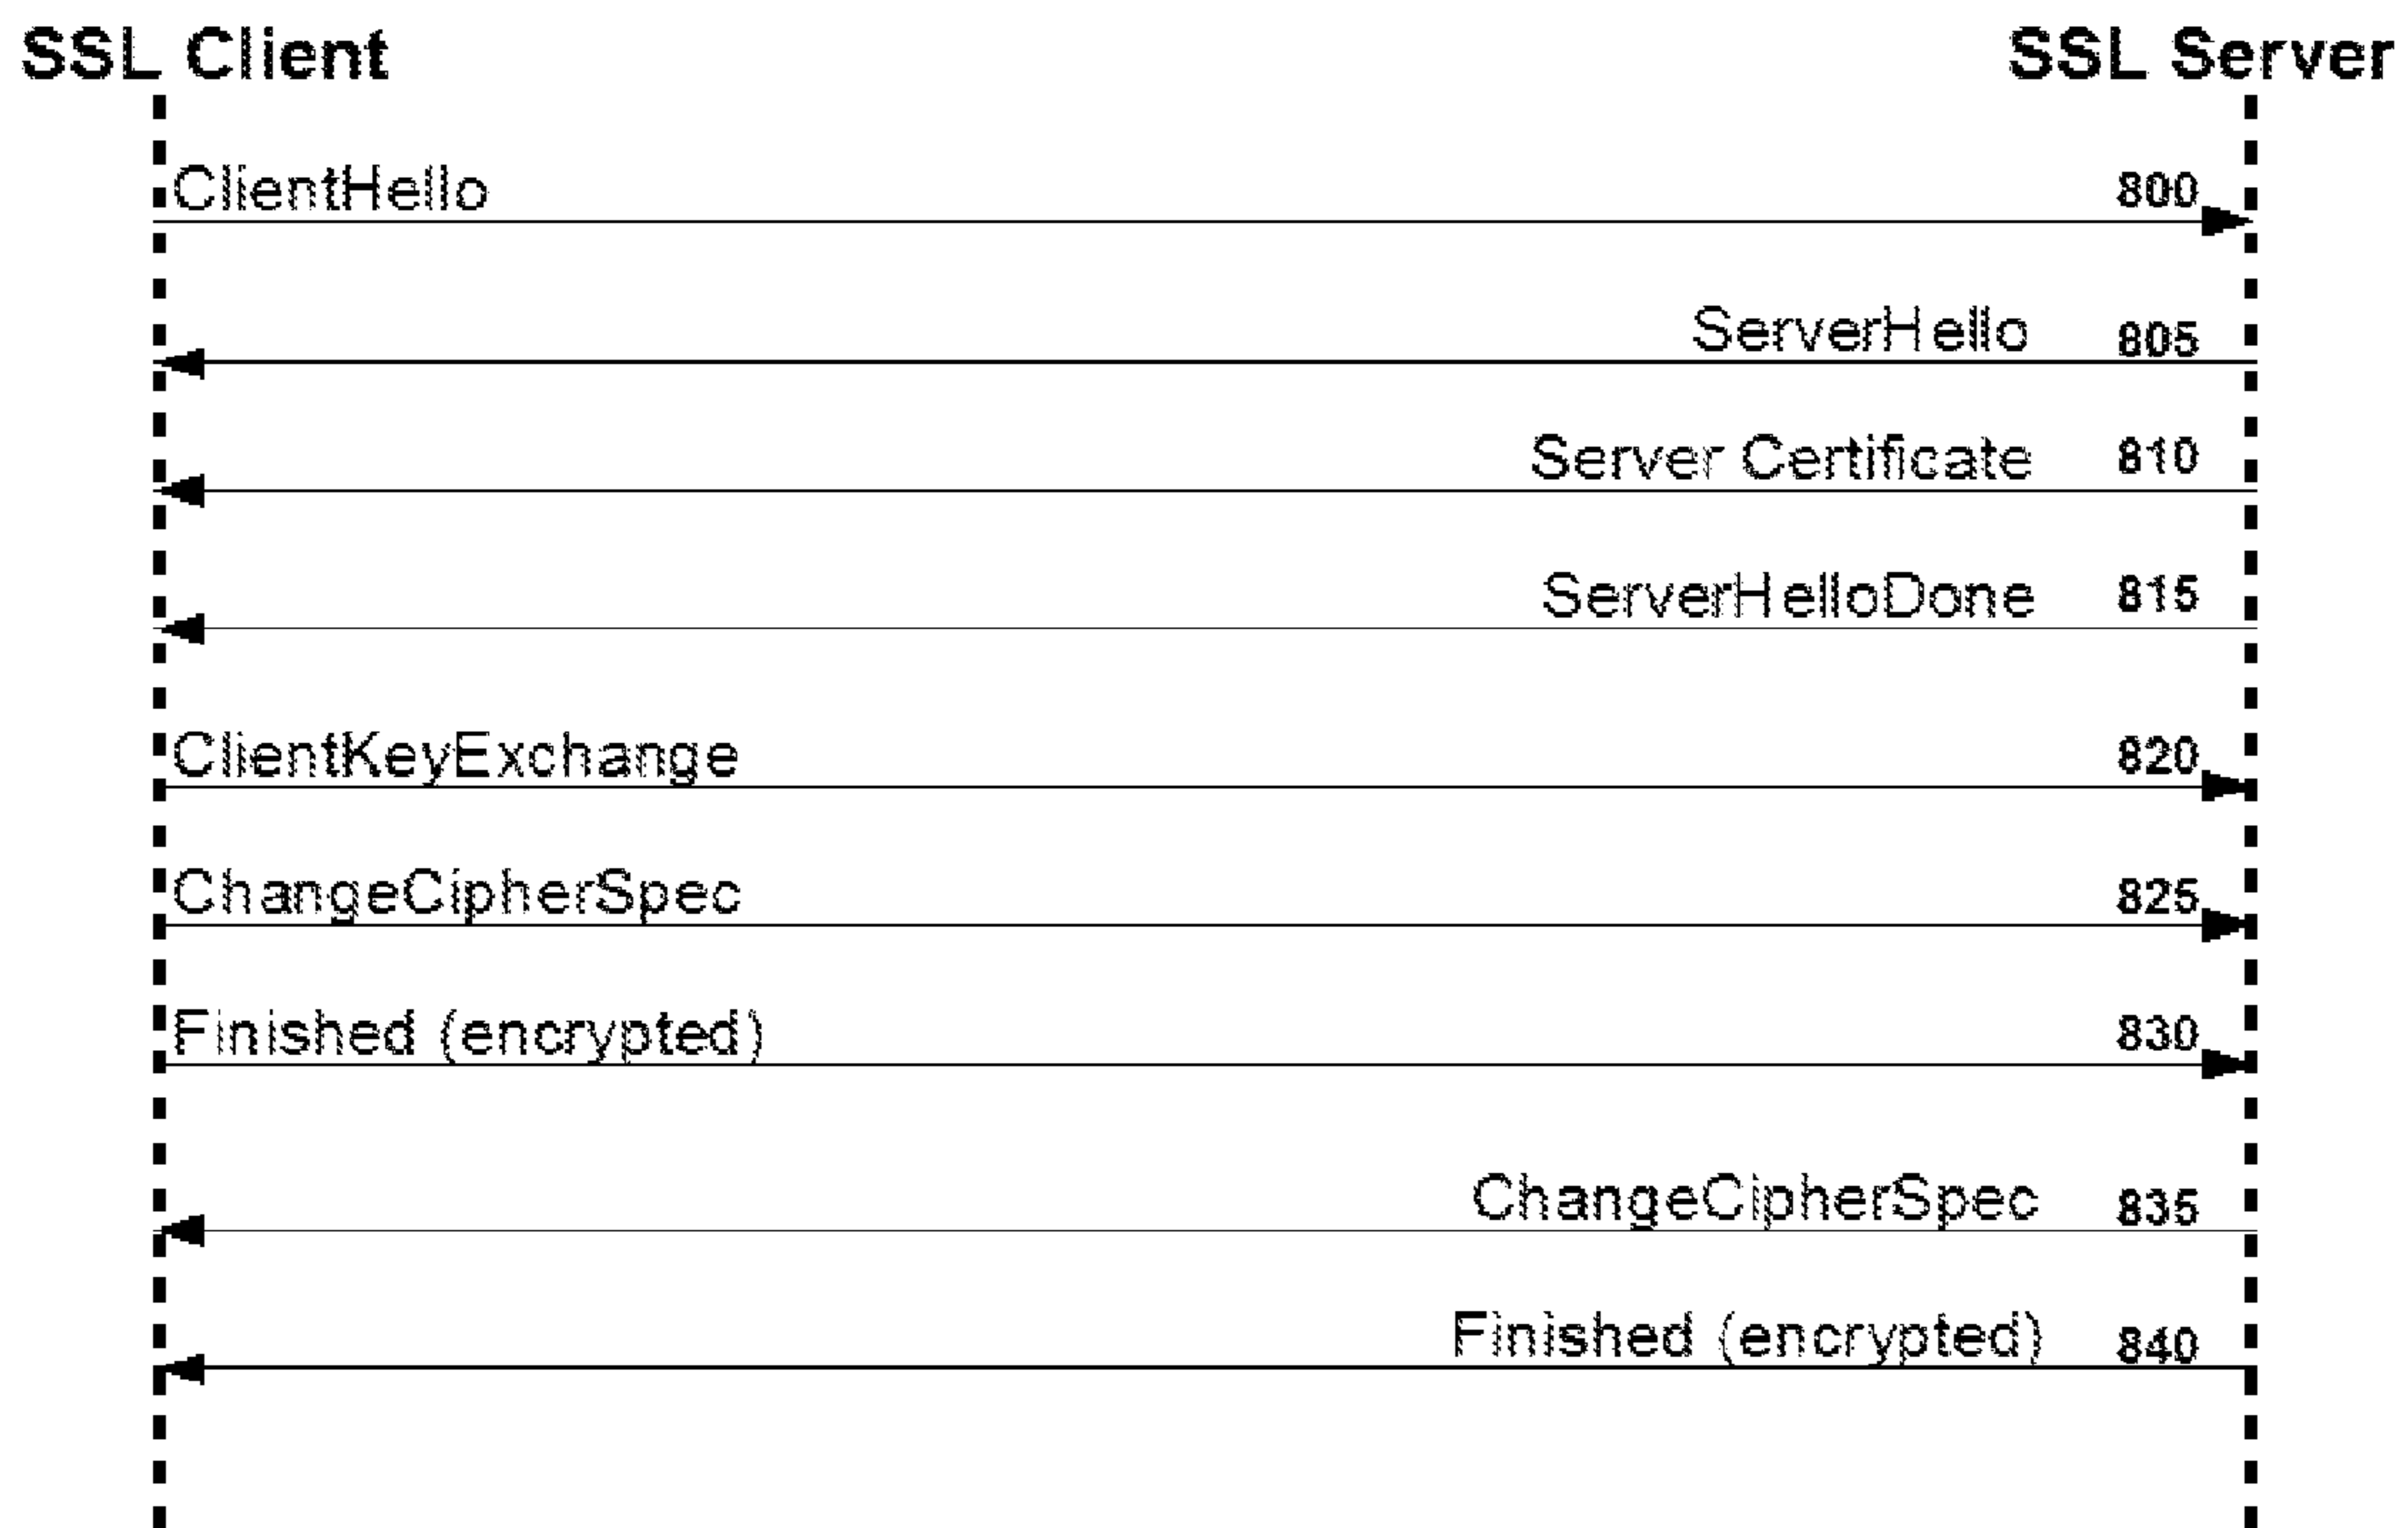 SSL Client SSL Server
ClientHello 800
ServerHello 805
Server Certificate 810
ServerHelloDone 815
ClientKeyExchange 820
ChangeCipherSpec 825
Finished (encrypted) 830
ChangeCipherSpec 835
Finished (encrypted) 840